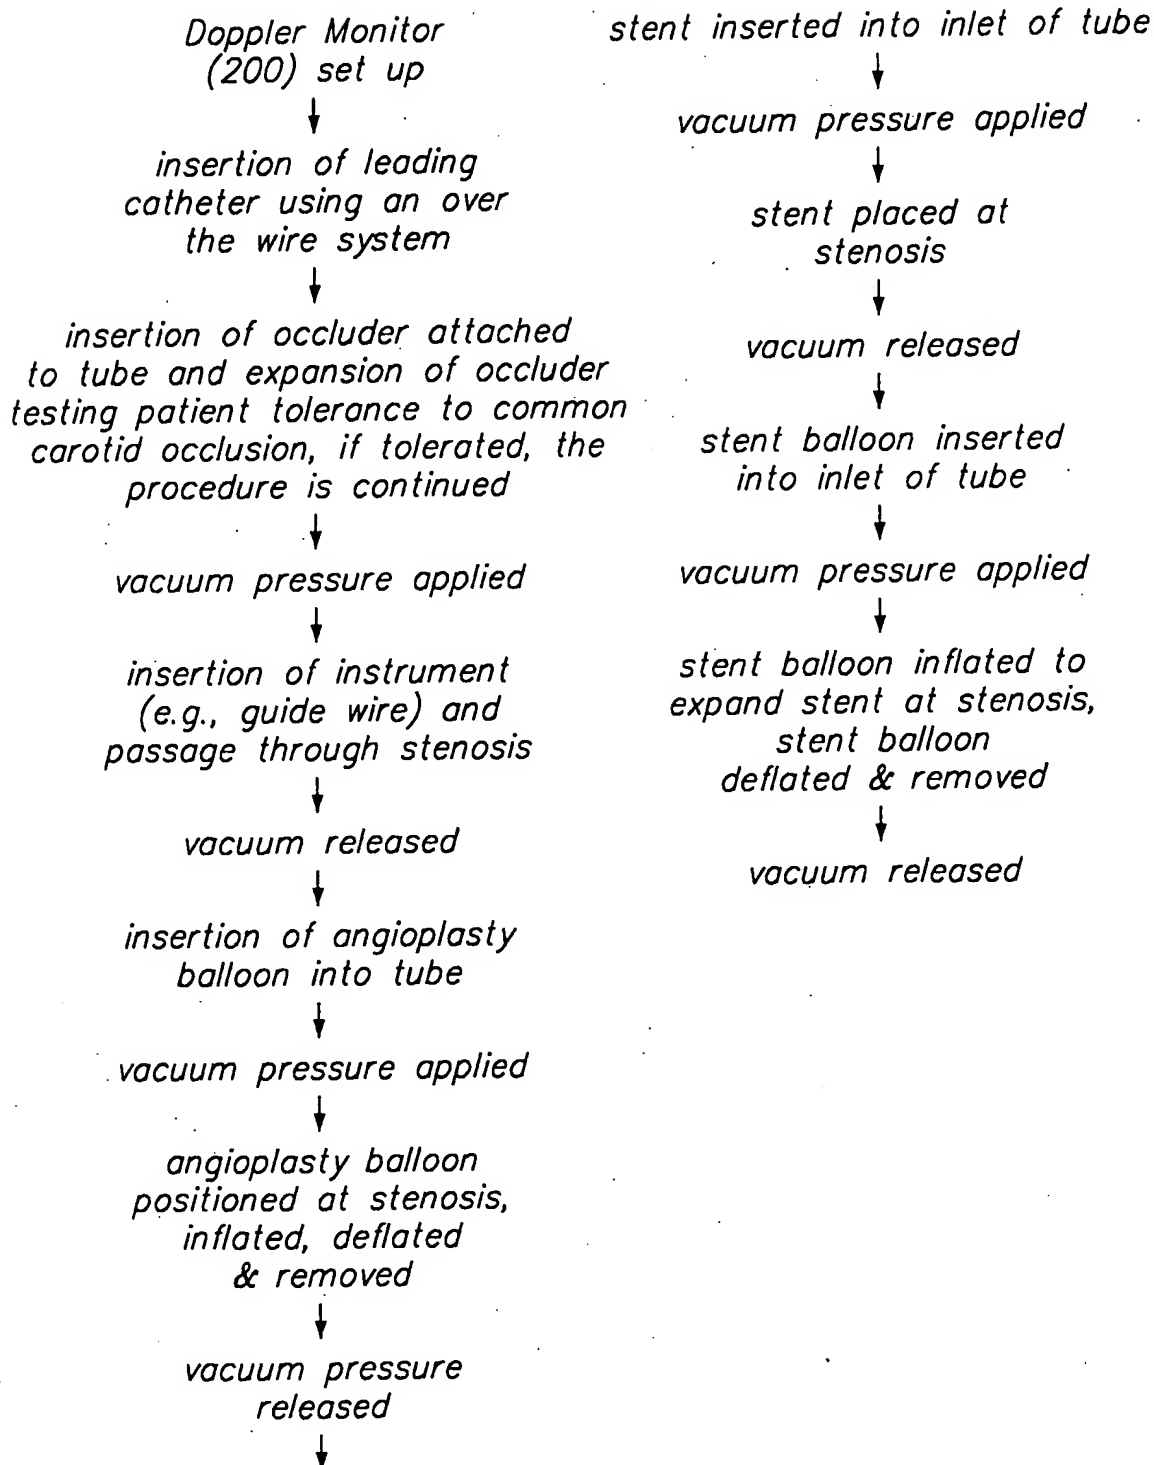 Doppler Monitor
(200) set up
↓
insertion of leading
catheter using an over
the wire system
↓
insertion of occluder attached
to tube and expansion of occluder
testing patient tolerance to common
carotid occlusion, if tolerated, the
procedure is continued
↓
vacuum pressure applied
↓
insertion of instrument
(e.g., guide wire) and
passage through stenosis
↓
vacuum released
↓
insertion of angioplasty
balloon into tube
↓
vacuum pressure applied
↓
angioplasty balloon
positioned at stenosis,
inflated, deflated
& removed
↓
vacuum pressure
released
↓
stent inserted into inlet of tube
↓
vacuum pressure applied
↓
stent placed at
stenosis
↓
vacuum released
↓
stent balloon inserted
into inlet of tube
↓
vacuum pressure applied
↓
stent balloon inflated to
expand stent at stenosis,
stent balloon
deflated & removed
↓
vacuum released